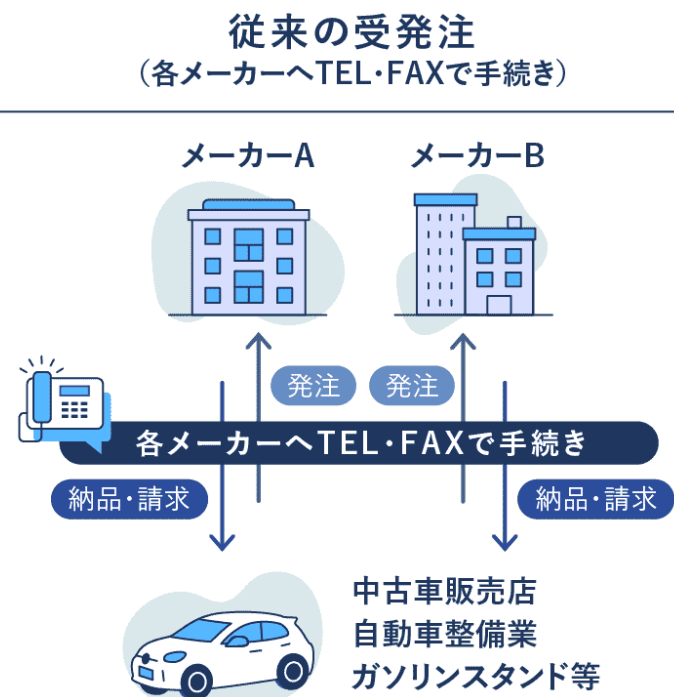 従来の受発注
(各メーカーへTEL・FAXで手続き)
メーカーA
メーカーB
発注
発注
各メーカーへTEL・FAXで手続き
納品・請求
納品・請求
中古車販売店
自動車整備業
ガソリンスタンド等